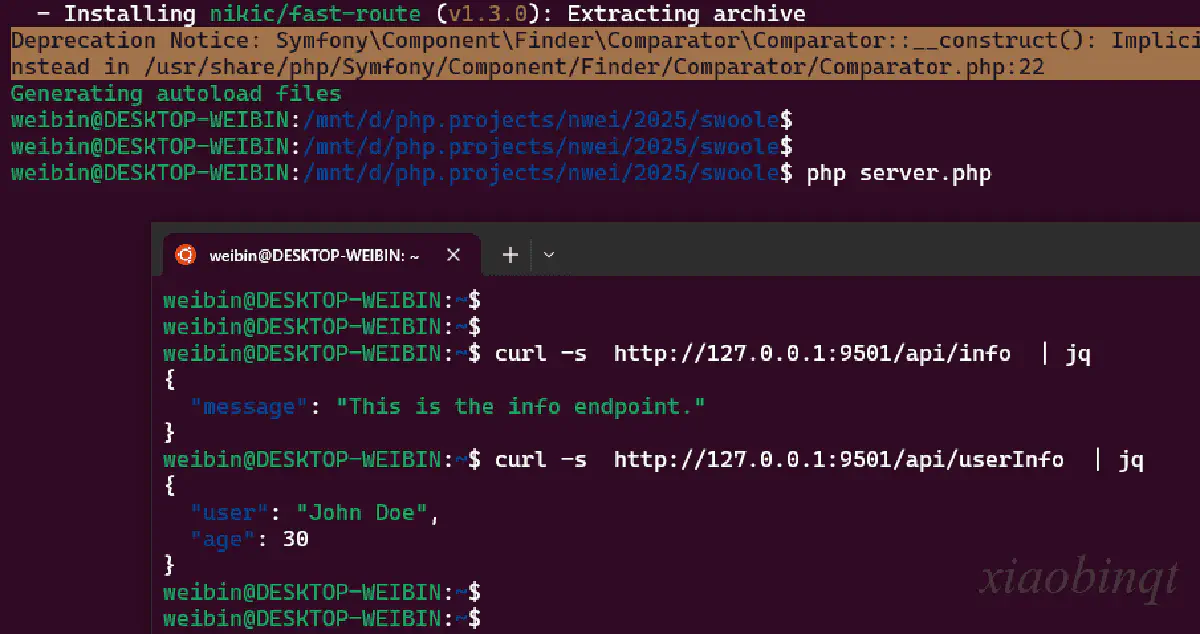 - Installing nikic/fast-route (v1.3.0): Extracting archive
Deprecation Notice: Symfony\Component\Finder\Comparator\Comparator::__construct(): Implici
nstead in /usr/share/php/Symfony/Component/Finder/Comparator/Comparator.php:22
Generating autoload files
weibin@DESKTOP-WEIBIN:/mnt/d/php.projects/nwei/2025/swoole$
weibin@DESKTOP-WEIBIN:/mnt/d/php.projects/nwei/2025/swoole$
weibin@DESKTOP-WEIBIN:/mnt/d/php.projects/nwei/2025/swoole$ php server.php
weibin@DESKTOP-WEIBIN: ~
weibin@DESKTOP-WEIBIN:~$
weibin@DESKTOP-WEIBIN:~$
weibin@DESKTOP-WEIBIN:~$ curl -s  http://127.0.0.1:9501/api/info  | jq
{
  "message": "This is the info endpoint."
}
weibin@DESKTOP-WEIBIN:~$ curl -s  http://127.0.0.1:9501/api/userInfo  | jq
{
  "user": "John Doe",
  "age": 30
}
weibin@DESKTOP-WEIBIN:~$
weibin@DESKTOP-WEIBIN:~$
xiaobinqt